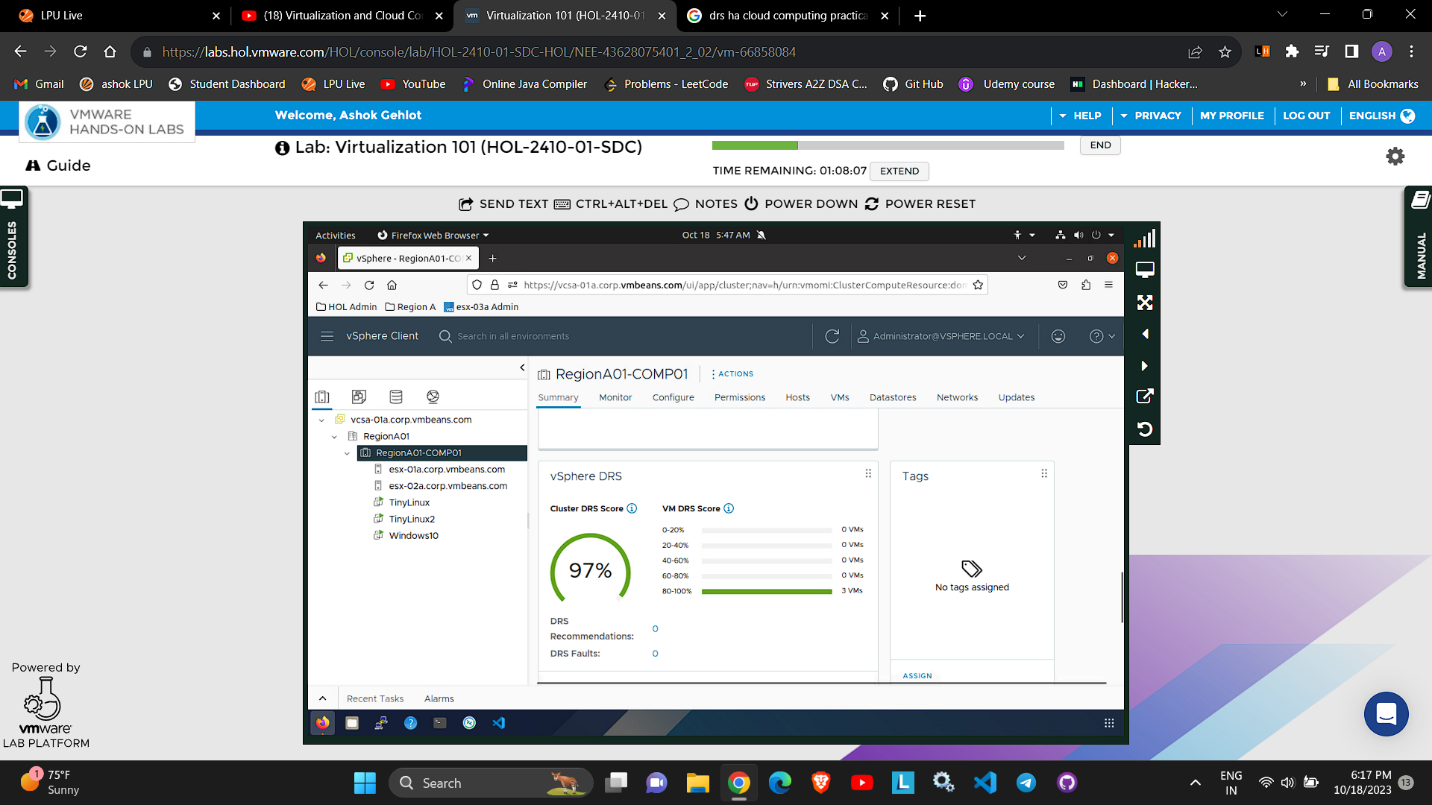 LPU Live
(18) Virtualization and Cloud Co
Virtualization 101 (HOL-2410-01
drs ha cloud computing practica
https://labs.hol.vmware.com/HOL/console/lab/HOL-2410-01-SDC-HOL/NEE-43628075401_2_02/vm-66858084
A
Gmail
ashok LPU
Student Dashboard
LPU Live
YouTube
Online Java Compiler
Problems - LeetCode
Strivers A2Z DSA C...
Git Hub
Udemy course
Dashboard | Hacker...
»
All Bookmarks
VMWARE
HANDS-ON LABS
Welcome, Ashok Gehlot
HELP
PRIVACY
MY PROFILE
LOG OUT
ENGLISH
Guide
Lab: Virtualization 101 (HOL-2410-01-SDC)
END
TIME REMAINING: 01:08:07
EXTEND
CONSOLES
MANUAL
SEND TEXT
CTRL+ALT+DEL
NOTES
POWER DOWN
POWER RESET
Activities
Firefox Web Browser
Oct 18 5:47 AM
vSphere - RegionA01-CO
https://vcsa-01a.corp.vmbeans.com/ui/app/cluster;nav=h/urn:vmomi:ClusterComputeResource:dom
HOL Admin
Region A
esx-03a Admin
vSphere Client
Search in all environments
Administrator@VSPHERE.LOCAL
RegionA01-COMP01
ACTIONS
Summary
Monitor
Configure
Permissions
Hosts
VMs
Datastores
Networks
Updates
vcsa-01a.corp.vmbeans.com
RegionA01
RegionA01-COMP01
esx-01a.corp.vmbeans.com
esx-02a.corp.vmbeans.com
TinyLinux
TinyLinux2
Windows10
vSphere DRS
Cluster DRS Score
97%
VM DRS Score
0-20% 0 VMs
20-40% 0 VMs
40-60% 0 VMs
60-80% 0 VMs
80-100% 3 VMs
DRS
Recommendations: 0
DRS Faults: 0
Tags
No tags assigned
ASSIGN
Recent Tasks
Alarms
Powered by
vmware
LAB PLATFORM
1
75°F
Sunny
Search
ENG
IN
6:17 PM
10/18/2023
13